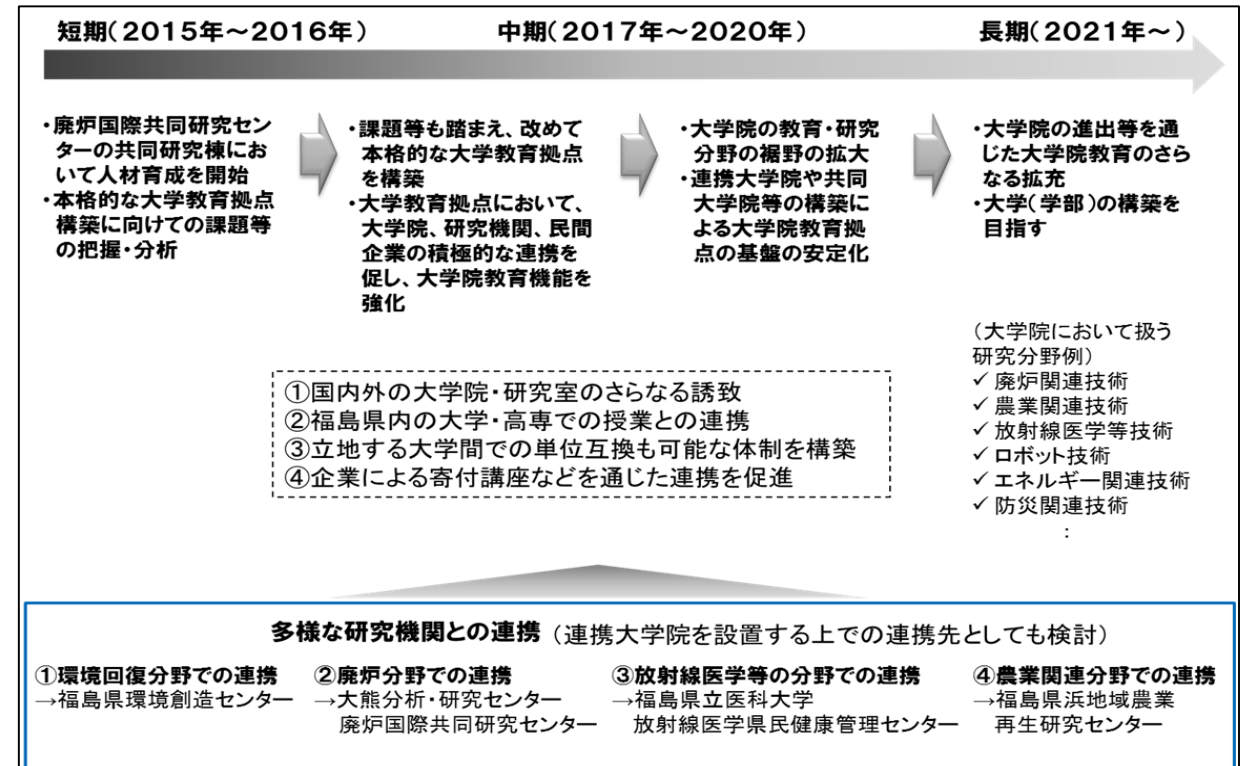 短期(2015年～2016年)
中期(2017年～2020年)
長期(2021年～)
・廃炉国際共同研究セン
ターの共同研究棟にお
いて人材育成を開始
・本格的な大学教育拠点
構築に向けての課題等
の把握・分析
・課題等も踏まえ、改めて
本格的な大学教育拠点
を構築
・大学教育拠点において、
大学院、研究機関、民間
企業の積極的な連携を
促し、大学院教育機能を
強化
・大学院の教育・研究
分野の裾野の拡大
・連携大学院や共同
大学院等の構築に
よる大学院教育拠
点の基盤の安定化
・大学院の進出等を通
じた大学院教育のさら
なる拡充
・大学(学部)の構築を
目指す
(大学院において扱う
研究分野例)
✓ 廃炉関連技術
✓ 農業関連技術
✓ 放射線医学等技術
✓ ロボット技術
✓ エネルギー関連技術
✓ 防災関連技術
：
①国内外の大学院・研究室のさらなる誘致
②福島県内の大学・高専での授業との連携
③立地する大学間での単位互換も可能な体制を構築
④企業による寄付講座などを通じた連携を促進
多様な研究機関との連携（連携大学院を設置する上での連携先としても検討）
①環境回復分野での連携
→福島県環境創造センター
②廃炉分野での連携
→大熊分析・研究センター
廃炉国際共同研究センター
③放射線医学等の分野での連携
→福島県立医科大学
放射線医学県民健康管理センター
④農業関連分野での連携
→福島県浜地域農業
再生研究センター